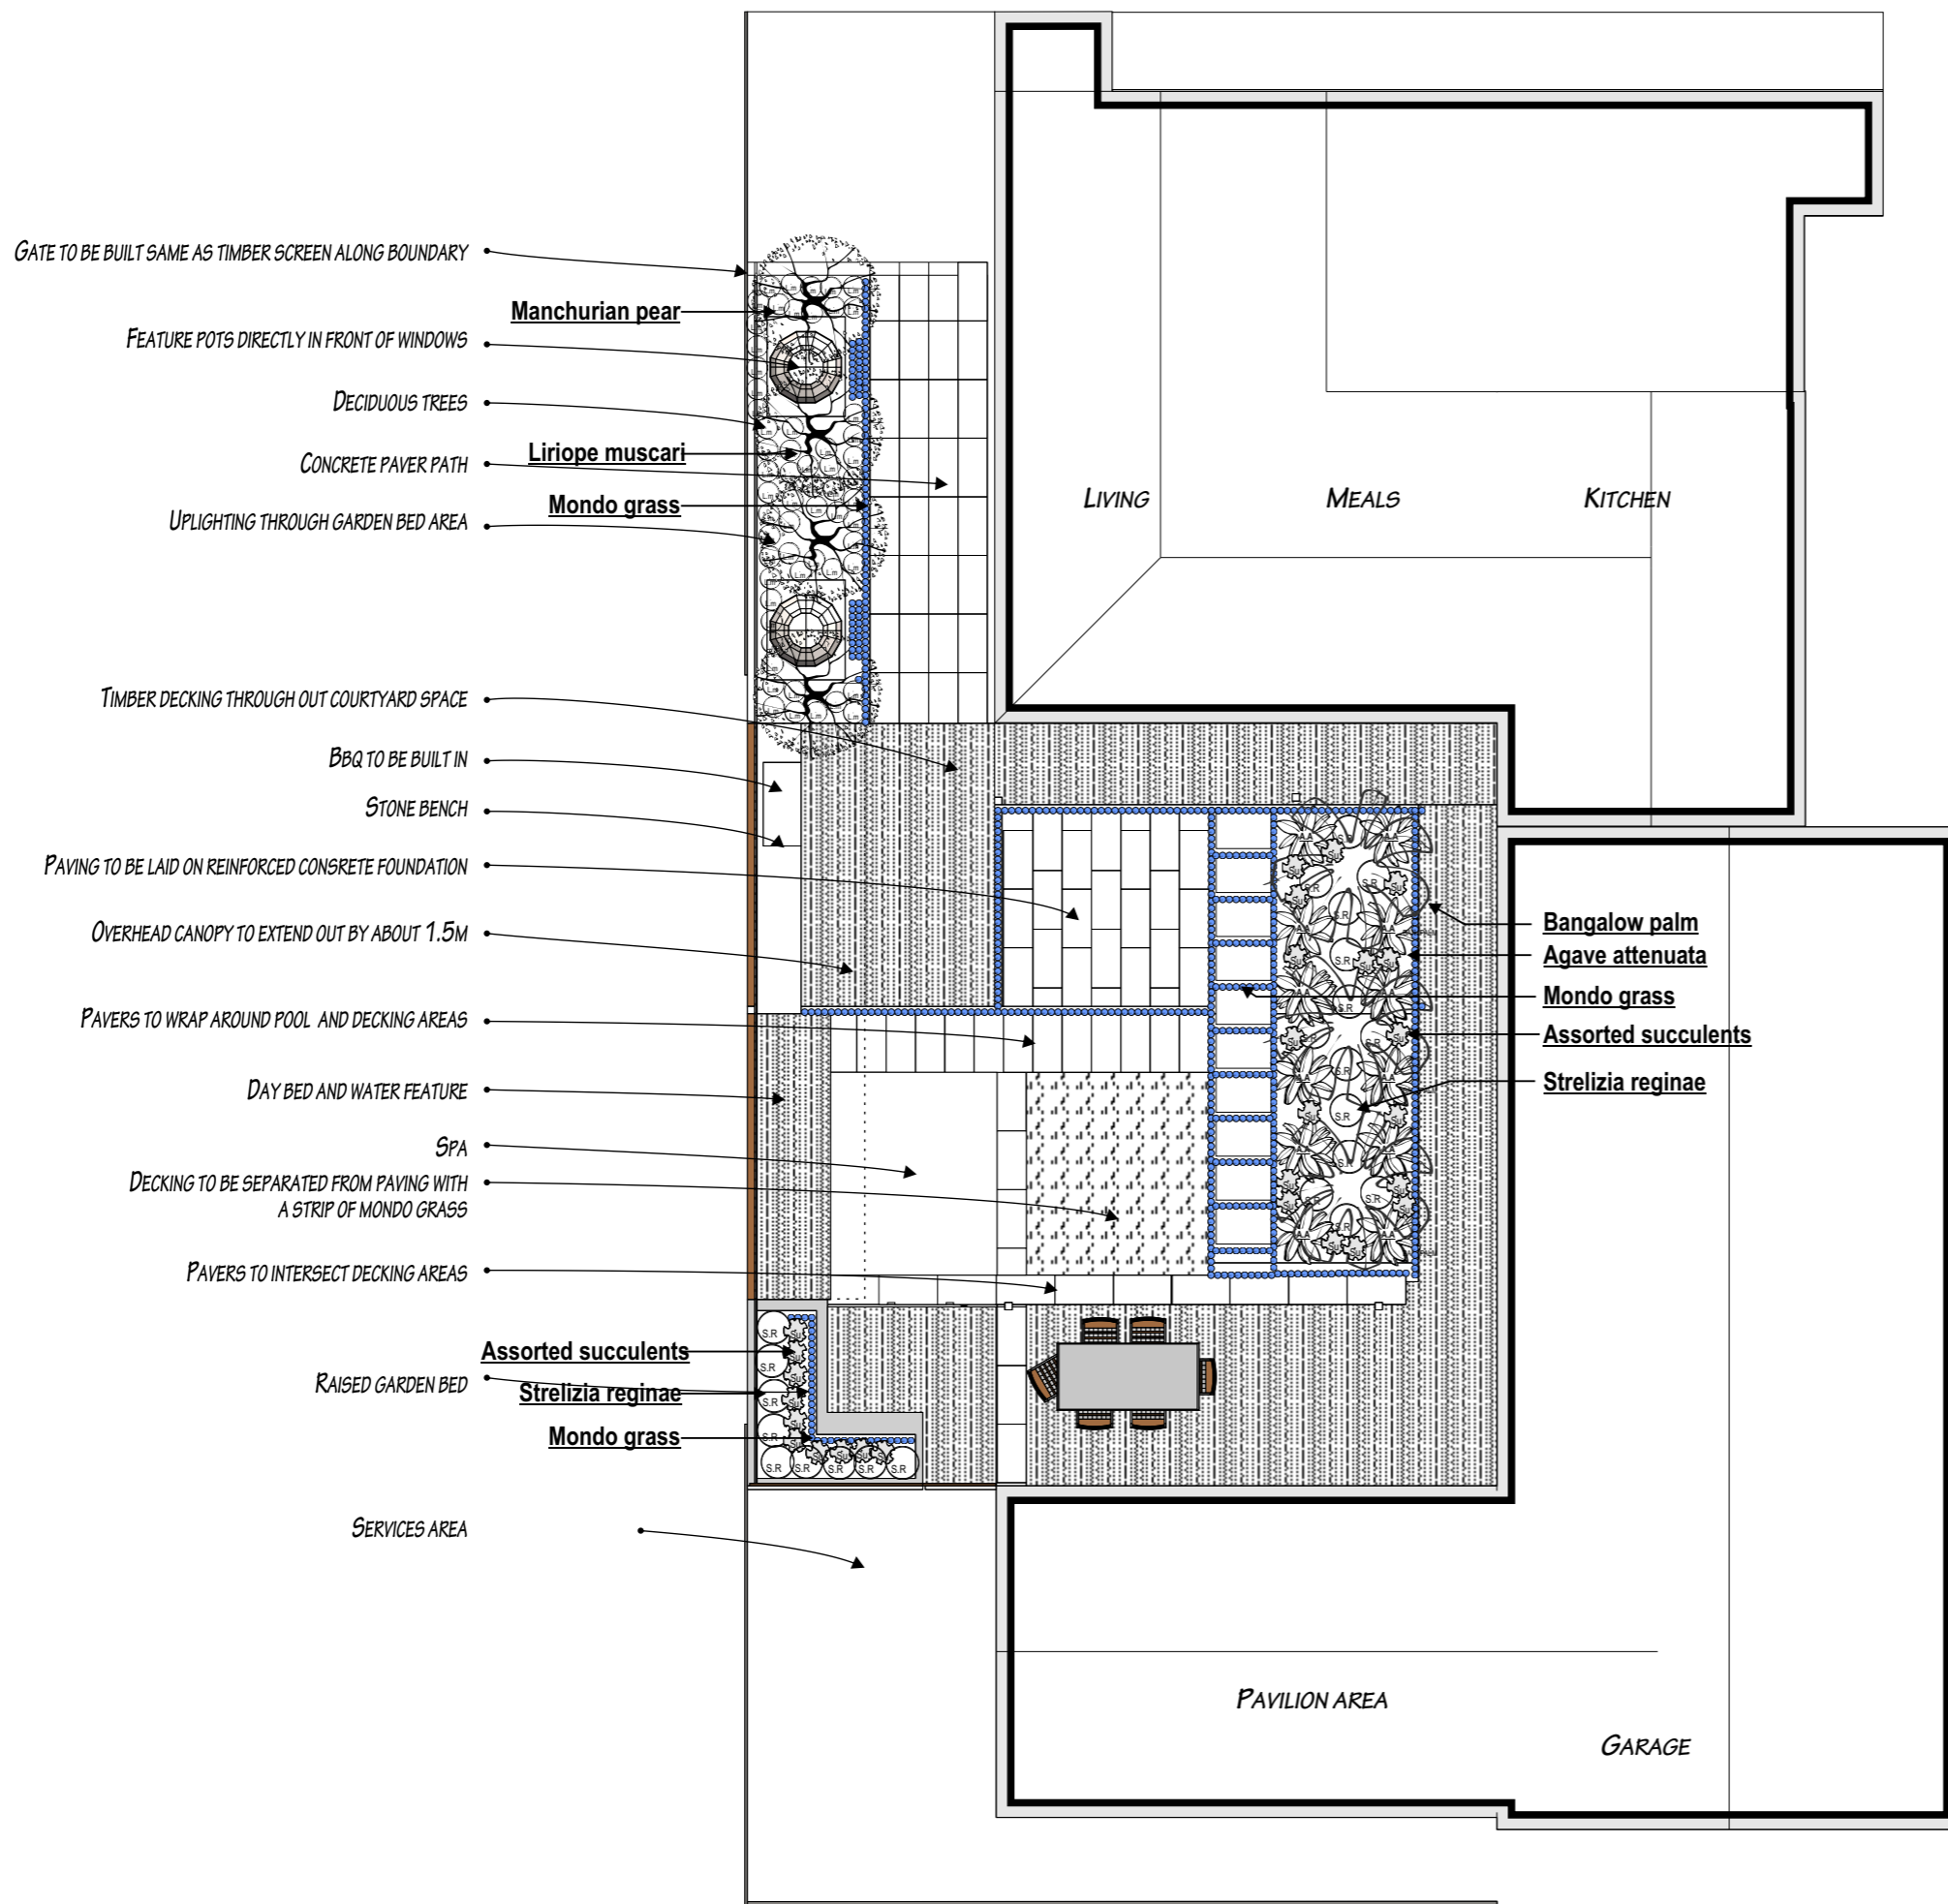 GATE TO BE BUILT SAME AS TIMBER SCREEN ALONG BOUNDARY
Manchurian pear
FEATURE POTS DIRECTLY IN FRONT OF WINDOWS
DECIDUOUS TREES
Liriope muscari
CONCRETE PAVER PATH
Mondo grass
UPLIGHTING THROUGH GARDEN BED AREA
LIVING
MEALS
KITCHEN
TIMBER DECKING THROUGH OUT COURTYARD SPACE
BBQ TO BE BUILT IN
STONE BENCH
PAVING TO BE LAID ON REINFORCED CONSRETE FOUNDATION
OVERHEAD CANOPY TO EXTEND OUT BY ABOUT 1.5M
PAVERS TO WRAP AROUND POOL AND DECKING AREAS
DAY BED AND WATER FEATURE
SPA
DECKING TO BE SEPARATED FROM PAVING WITH
A STRIP OF MONDO GRASS
PAVERS TO INTERSECT DECKING AREAS
Bangalow palm
Agave attenuata
Mondo grass
Assorted succulents
Strelizia reginae
Assorted succulents
RAISED GARDEN BED
Strelizia reginae
Mondo grass
S.R
S.R
S.R
S.R
S.R
S.R
S.R
S.R
S.R
SERVICES AREA
PAVILION AREA
GARAGE